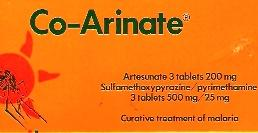 Co-Arinate®
Artesunate 3 tablets 200 mg
Sulfamethoxypyrazine/pyrimethamine
3 tablets 500 mg/25 mg
Curative treatment of malaria